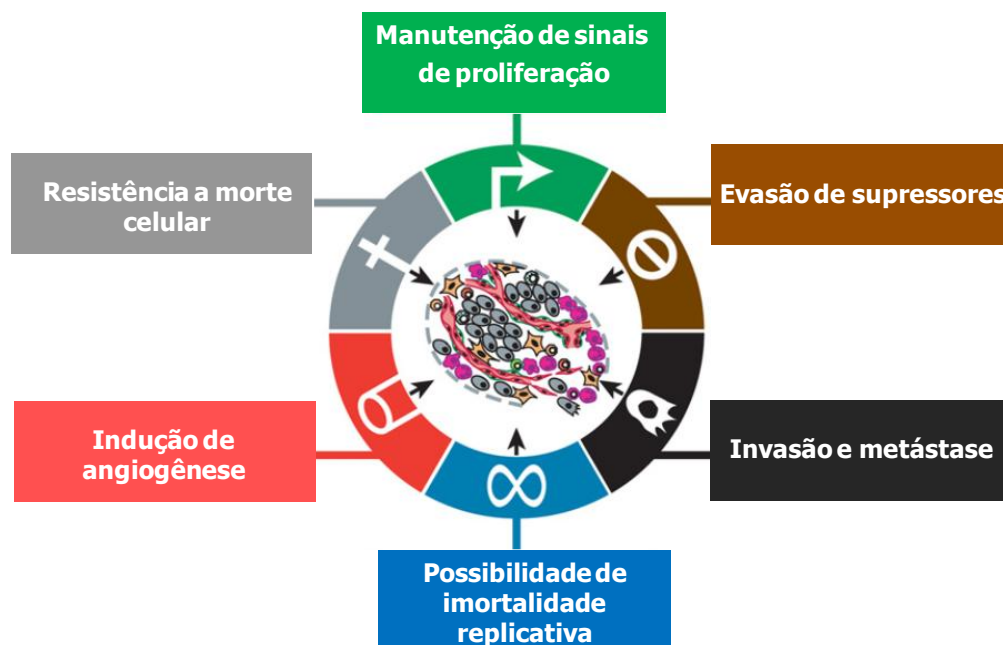 Manutenção de sinais
de proliferação
Resistência a morte
celular
Evasão de supressores
Indução de
angiogênese
Invasão e metástase
Possibilidade de
imortalidade
replicativa